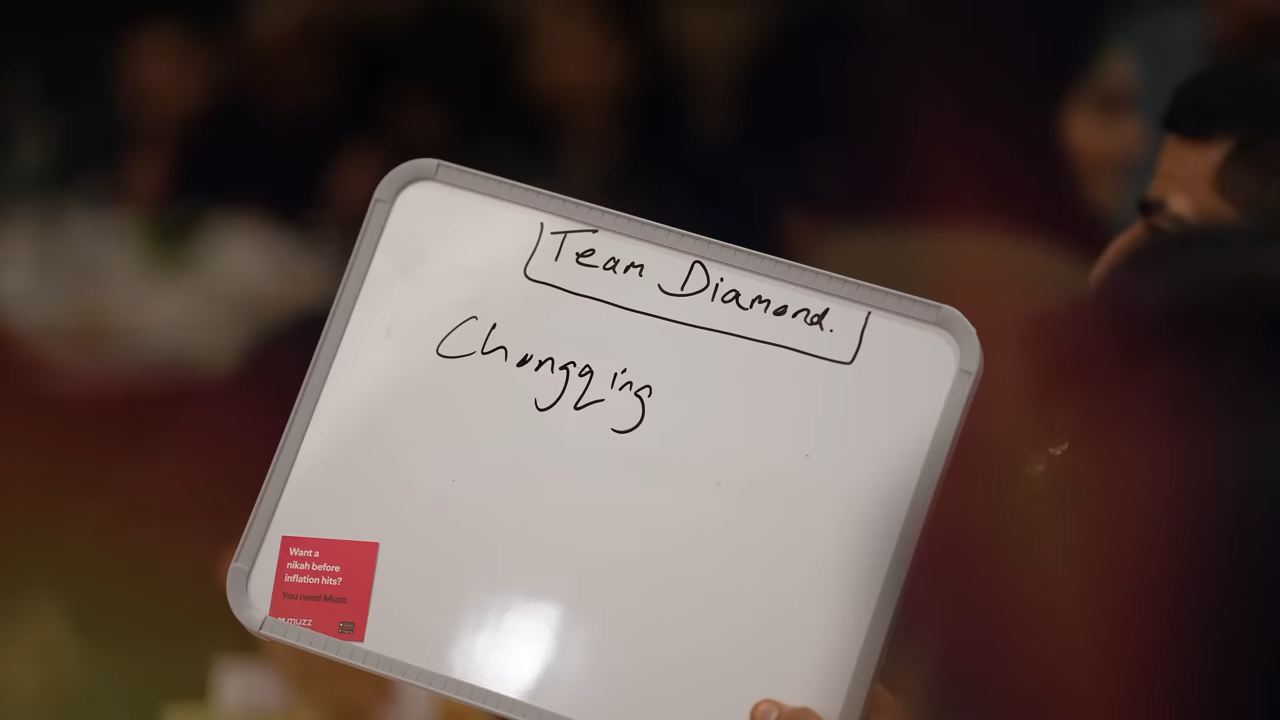 Team Diamond.
Chongqing
Want a
nikah before
inflation hits?
You need Muzz.
muzz